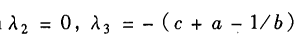 λ₂ = 0, λ₃ = − (c + a − 1/b)